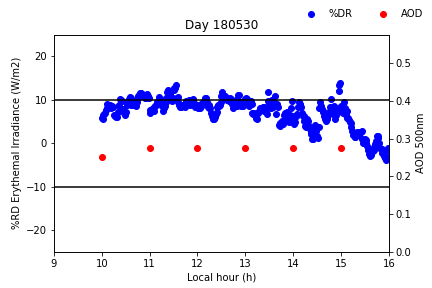 %DR AOD
Day 180530
%RD Erythermal Irradiance (W/m2)
20
10
0
−10
−20
9 10 11 12 13 14 15 16
Local hour (h)
0.5
0.4
0.3
0.2
0.1
0.0
AOD 500nm